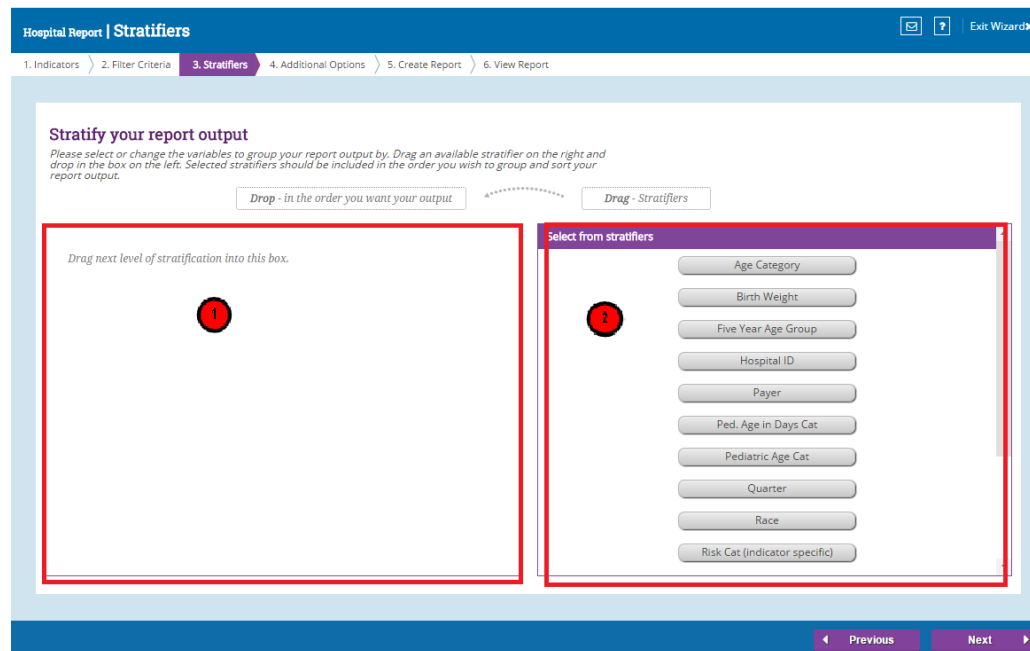 Hospital Report | Stratifiers
? Exit Wizard
1. Indicators 2. Filter Criteria 3. Stratifiers 4. Additional Options 5. Create Report 6. View Report
Stratify your report output
Please select or change the variables to group your report output by. Drag an available stratifier on the right and
drop in the box on the left. Selected stratifiers should be included in the order you wish to group and sort your
report output.
Drop - in the order you want your output
Drag - Stratifiers
Drag next level of stratification into this box.
1
Select from stratifiers
2
Age Category
Birth Weight
Five Year Age Group
Hospital ID
Payer
Ped. Age in Days Cat
Pediatric Age Cat
Quarter
Race
Risk Cat (indicator specific)
Previous
Next